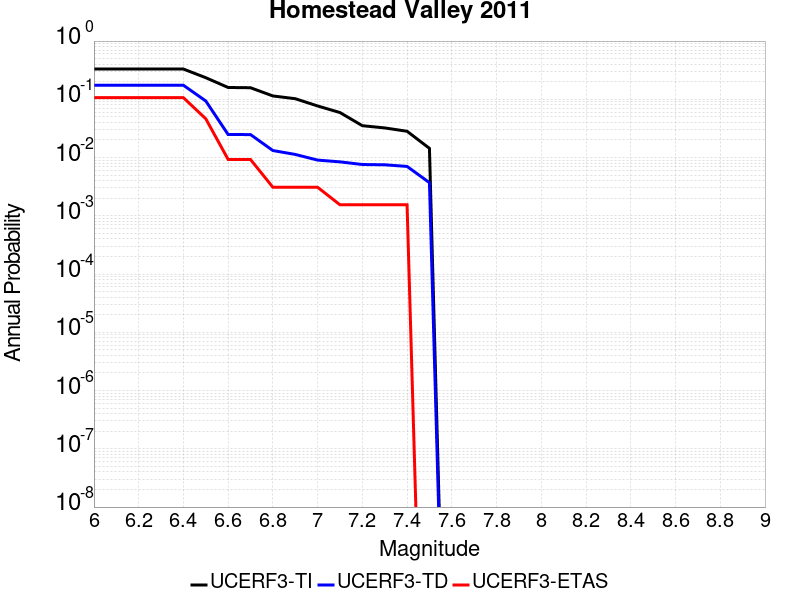 Homestead Valley 2011
10^0
10^-1
10^-2
10^-3
10^-4
10^-5
10^-6
10^-7
10^-8
Annual Probability
6 6.2 6.4 6.6 6.8 7 7.2 7.4 7.6 7.8 8 8.2 8.4 8.6 8.8 9
Magnitude
UCERF3-TI UCERF3-TD UCERF3-ETAS